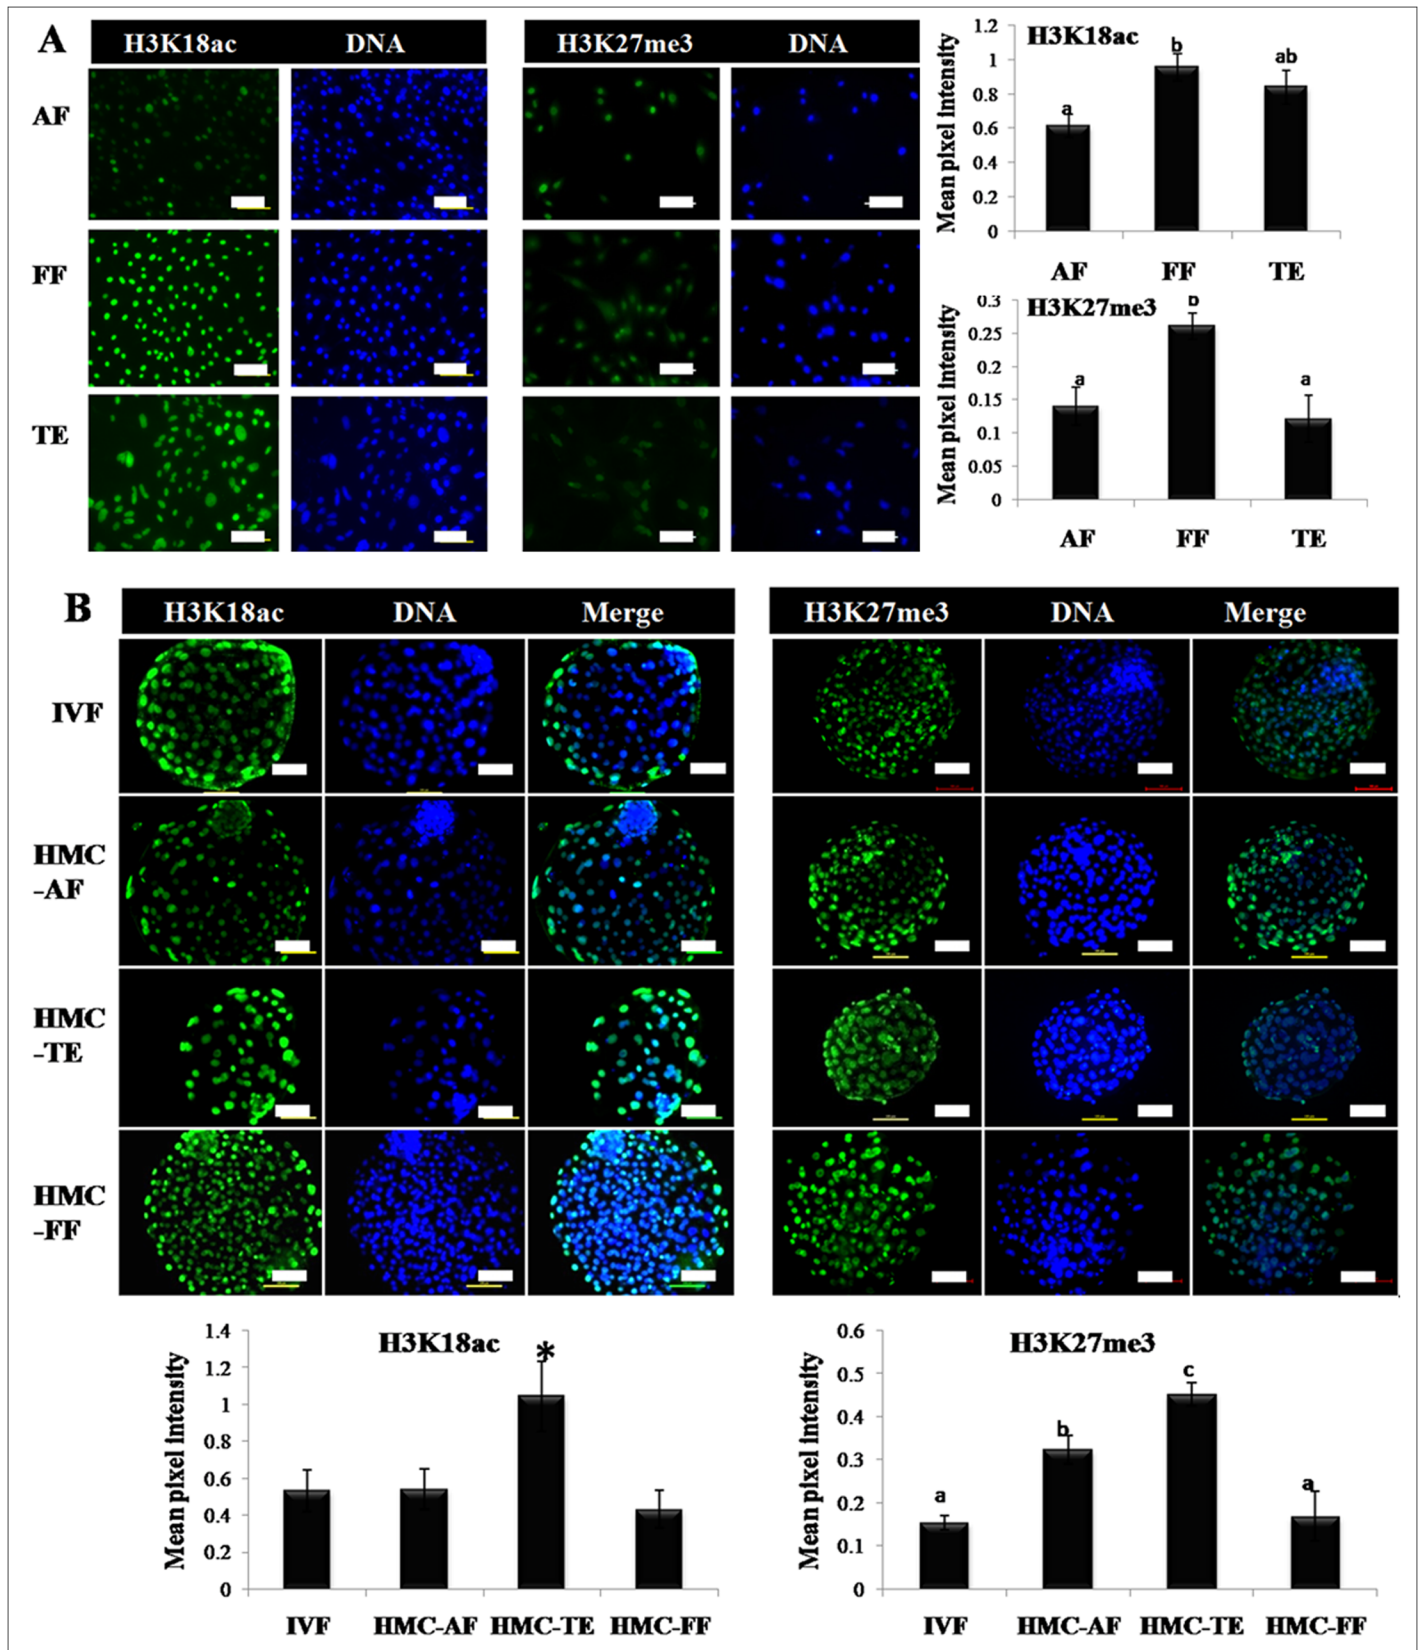 A
H3K18ac DNA H3K27me3 DNA
AF
FF
TE
H3K18ac
Mean pixel intensity
1.2
1
0.8
0.6
0.4
0.2
0
a
b
ab
AF FF TE
H3K27me3
Mean pixel intensity
0.3
0.25
0.2
0.15
0.1
0.05
0
a
b
a
AF FF TE
B
H3K18ac DNA Merge H3K27me3 DNA Merge
IVF
HMC
-AF
HMC
-TE
HMC
-FF
H3K18ac
Mean pixel intensity
1.4
1.2
1
0.8
0.6
0.4
0.2
0
*
IVF HMC-AF HMC-TE HMC-FF
H3K27me3
Mean pixel intensity
0.6
0.5
0.4
0.3
0.2
0.1
0
a
b
c
a
IVF HMC-AF HMC-TE HMC-FF